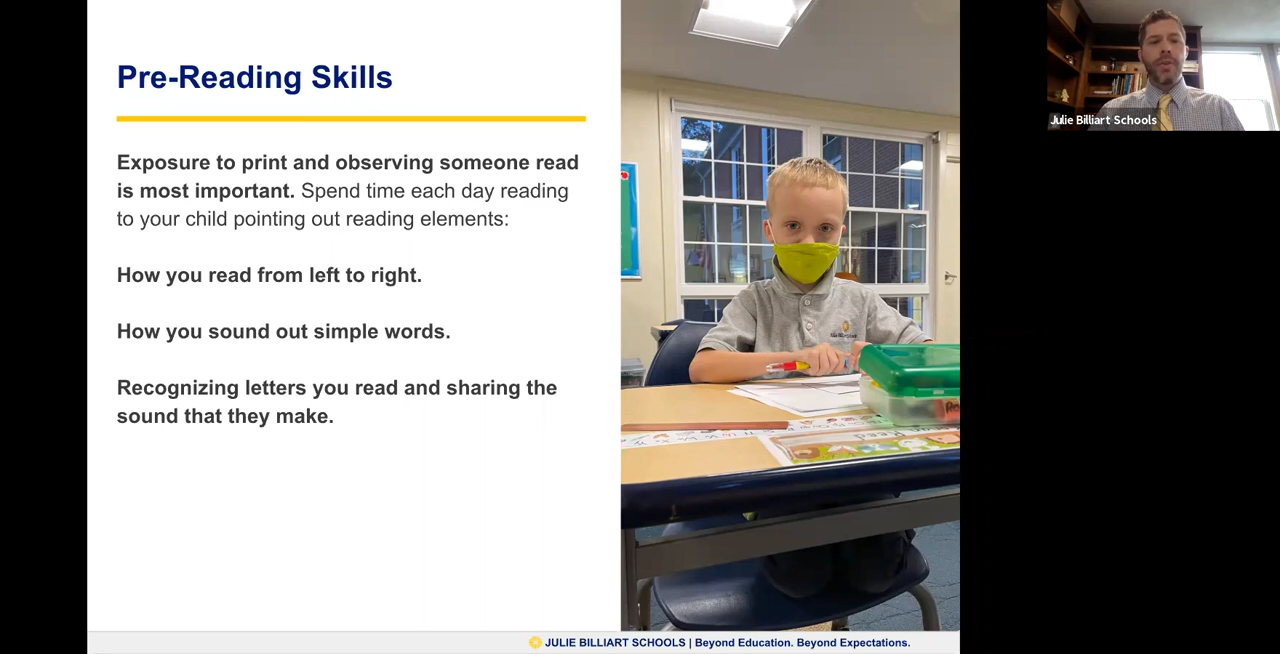 Pre-Reading Skills
Exposure to print and observing someone read
is most important. Spend time each day reading
to your child pointing out reading elements:
How you read from left to right.
How you sound out simple words.
Recognizing letters you read and sharing the
sound that they make.
JULIE BILLIART SCHOOLS | Beyond Education. Beyond Expectations.
Julie Billiart Schools